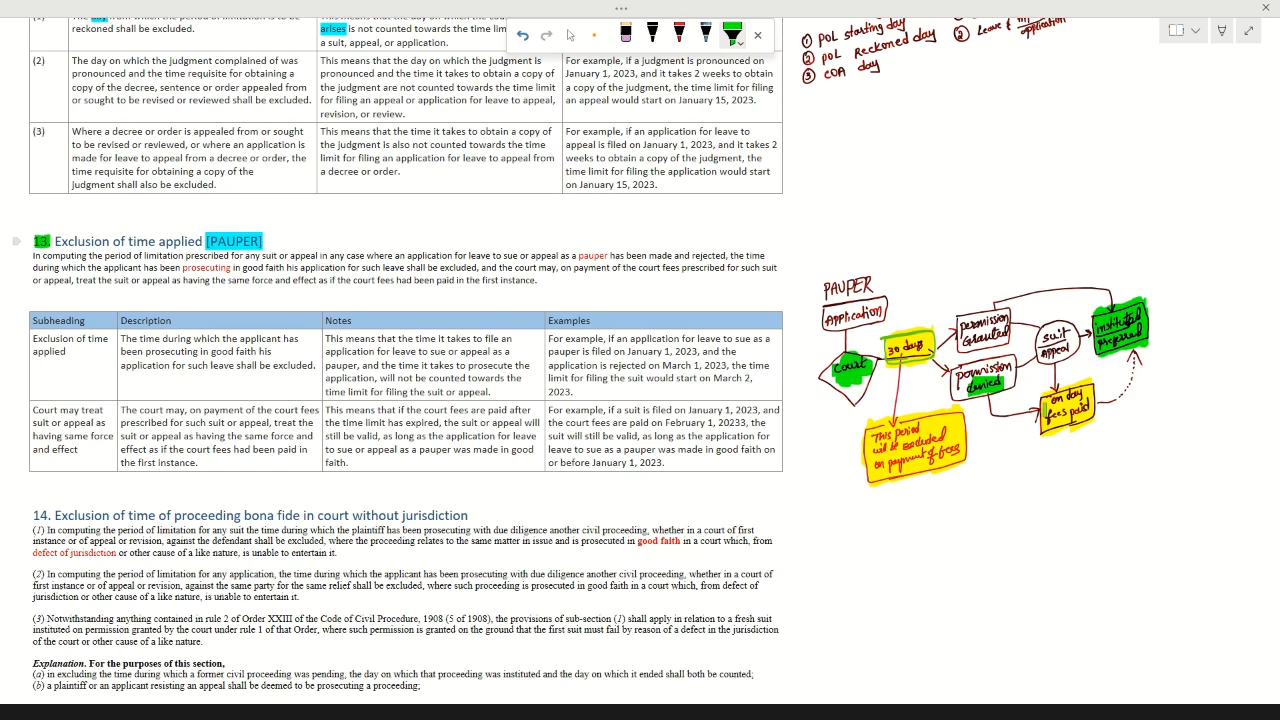 (1)
The day from which the period of limitation is to be
reckoned shall be excluded.
arises is not counted towards the time
a suit, appeal, or application.
(2)
The day on which the judgment complained of was
pronounced and the time requisite for obtaining a
copy of the decree, sentence or order appealed from
or sought to be revised or reviewed shall be excluded.
This means that the day on which the judgment is
pronounced and the time it takes to obtain a copy of
the judgment are not counted towards the time limit
for filing an appeal or application for leave to appeal,
revision, or review.
For example, if a judgment is pronounced on
January 1, 2023, and it takes 2 weeks to obtain
a copy of the judgment, the time limit for filing
an appeal would start on January 15, 2023.
(3)
Where a decree or order is appealed from or sought
to be revised or reviewed, or where an application is
made for leave to appeal from a decree or order, the
time requisite for obtaining a copy of the
judgment shall also be excluded.
This means that the time it takes to obtain a copy of
the judgment is also not counted towards the time
limit for filing an application for leave to appeal from
a decree or order.
For example, if an application for leave to
appeal is filed on January 1, 2023, and it takes 2
weeks to obtain a copy of the judgment, the
time limit for filing the application would start
on January 15, 2023.
① POL starting day
② POL Reckoned day
③ COA day
② Leave &
application
13. Exclusion of time applied [PAUPER]
In computing the period of limitation prescribed for any suit or appeal in any case where an application for leave to sue or appeal as a pauper has been made and rejected, the time
during which the applicant has been prosecuting in good faith his application for such leave shall be excluded, and the court may, on payment of the court fees prescribed for such suit
or appeal, treat the suit or appeal as having the same force and effect as if the court fees had been paid in the first instance.
Subheading
Description
Notes
Examples
Exclusion of time
applied
The time during which the applicant has
been prosecuting in good faith his
application for such leave shall be excluded.
This means that the time it takes to file an
application for leave to sue or appeal as a
pauper, and the time it takes to prosecute the
application, will not be counted towards the
time limit for filing the suit or appeal.
For example, if an application for leave to sue as a
pauper is filed on January 1, 2023, and the
application is rejected on March 1, 2023, the time
limit for filing the suit would start on March 2,
2023.
Court may treat
suit or appeal as
having same force
and effect
The court may, on payment of the court fees
prescribed for such suit or appeal, treat the
suit or appeal as having the same force and
effect as if the court fees had been paid in
the first instance.
This means that if the court fees are paid after
the time limit has expired, the suit or appeal will
still be valid, as long as the application for leave
to sue or appeal as a pauper was made in good
faith.
For example, if a suit is filed on January 1, 2023, and
the court fees are paid on February 1, 20233, the
suit will still be valid, as long as the application for
leave to sue as a pauper was made in good faith on
or before January 1, 2023.
PAUPER
Application
Court
30 days
permission
Granted
permission
denied
suit
Appeal
instituted
preferred
on day
fees paid
This period
will be Excluded
on payment of fees
14. Exclusion of time of proceeding bona fide in court without jurisdiction
(1) In computing the period of limitation for any suit the time during which the plaintiff has been prosecuting with due diligence another civil proceeding, whether in a court of first
instance or of appeal or revision, against the defendant shall be excluded, where the proceeding relates to the same matter in issue and is prosecuted in good faith in a court which, from
defect of jurisdiction or other cause of a like nature, is unable to entertain it.
(2) In computing the period of limitation for any application, the time during which the applicant has been prosecuting with due diligence another civil proceeding, whether in a court of
first instance or of appeal or revision, against the same party for the same relief shall be excluded, where such proceeding is prosecuted in good faith in a court which, from defect of
jurisdiction or other cause of a like nature, is unable to entertain it.
(3) Notwithstanding anything contained in rule 2 of Order XXIII of the Code of Civil Procedure, 1908 (5 of 1908), the provisions of sub-section (1) shall apply in relation to a fresh suit
instituted on permission granted by the court under rule 1 of that Order, where such permission is granted on the ground that the first suit must fail by reason of a defect in the jurisdiction
of the court or other cause of a like nature.
Explanation. For the purposes of this section,
(a) in excluding the time during which a former civil proceeding was pending, the day on which that proceeding was instituted and the day on which it ended shall both be counted;
(b) a plaintiff or an applicant resisting an appeal shall be deemed to be prosecuting a proceeding;